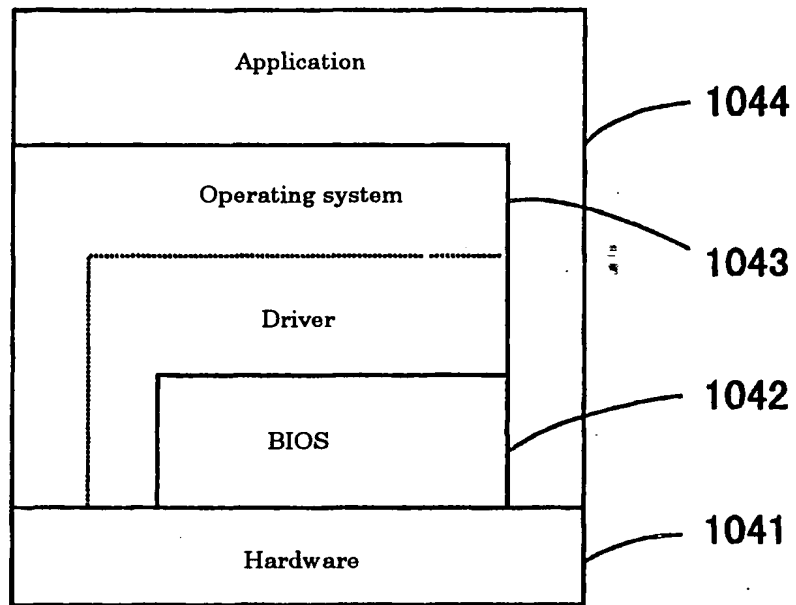 Application
1044
Operating system
1043
Driver
1042
BIOS
1041
Hardware